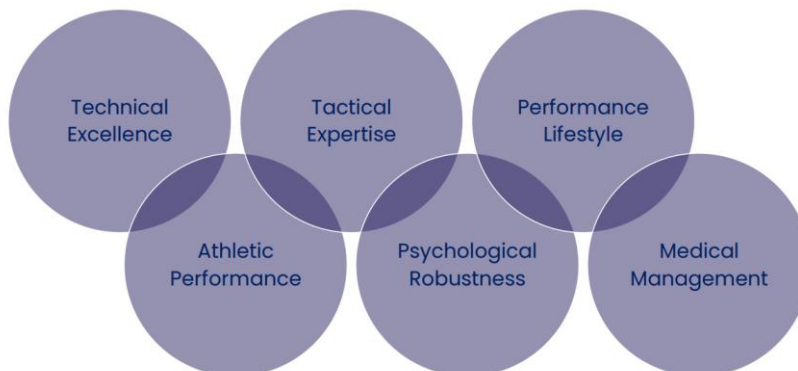 Technical
Excellence
Tactical
Expertise
Performance
Lifestyle
Athletic
Performance
Psychological
Robustness
Medical
Management